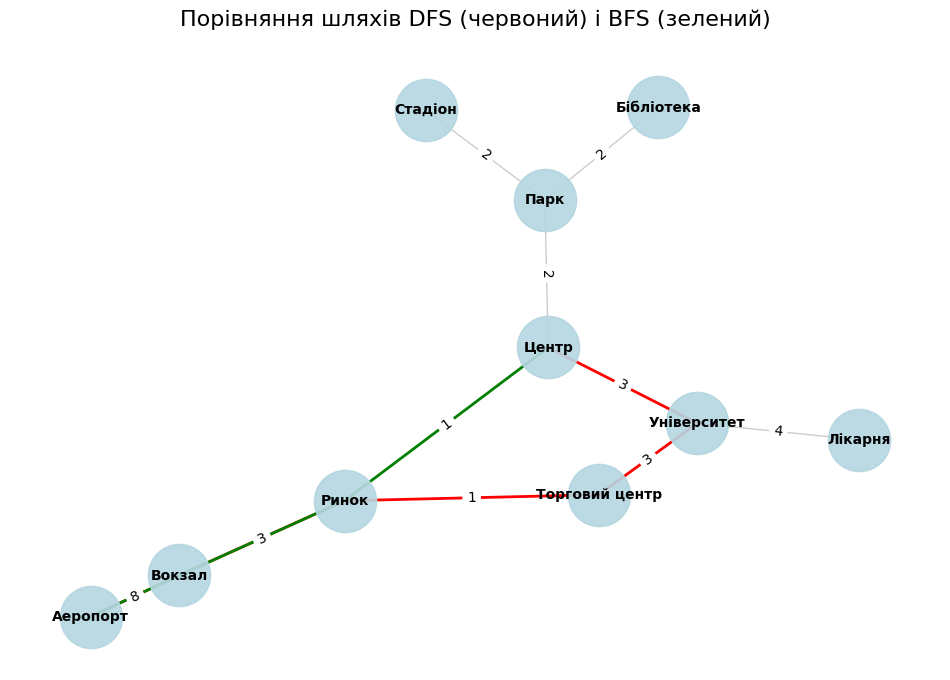 Порівняння шляхів DFS (червоний) і BFS (зелений)
Стадіон
Бібліотека
2
2
Парк
2
Центр
3
1
Університет
4
Лікарня
3
Ринок
1
Торговий центр
3
Вокзал
8
Аеропорт